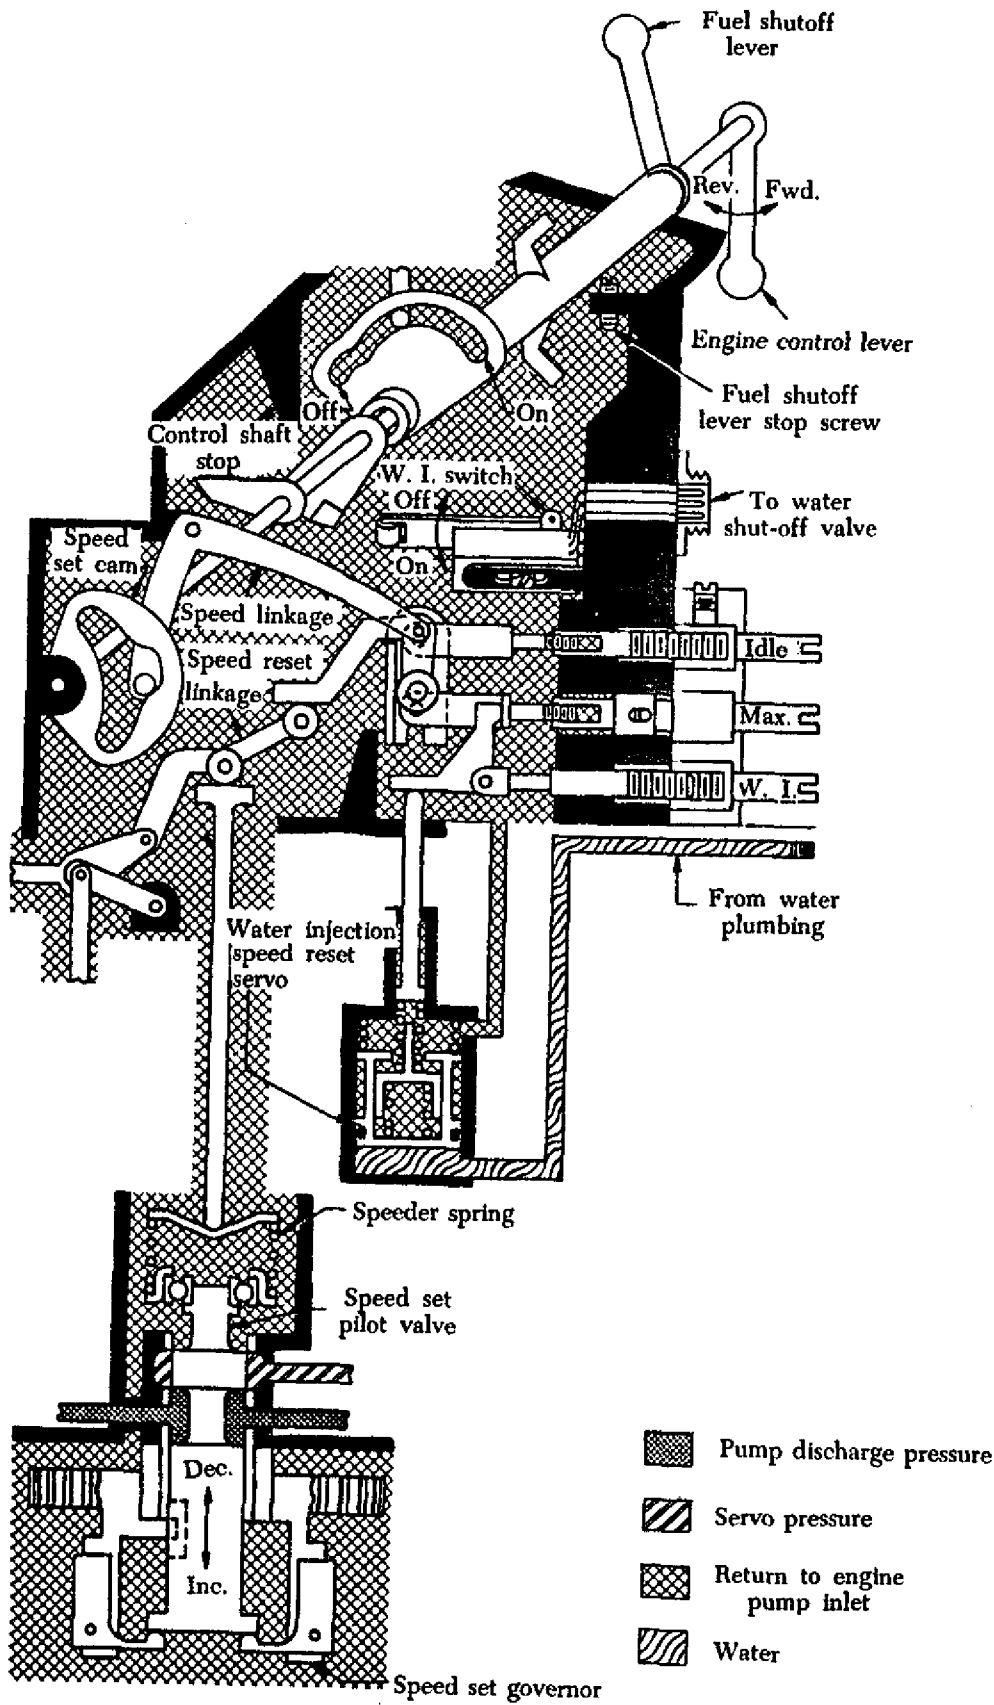 Fuel shutoff
lever
Rev.
Fwd.
Engine control lever
Fuel shutoff
lever stop screw
Off
On
Control shaft
stop
W. I. switch
Off
On
To water
shut-off valve
Speed
set cam
Speed linkage
Speed reset
linkage
Idle
Max.
W. I.
From water
plumbing
Water injection
speed reset
servo
Speeder spring
Speed set
pilot valve
Dec.
Inc.
Speed set governor
Pump discharge pressure
Servo pressure
Return to engine
pump inlet
Water